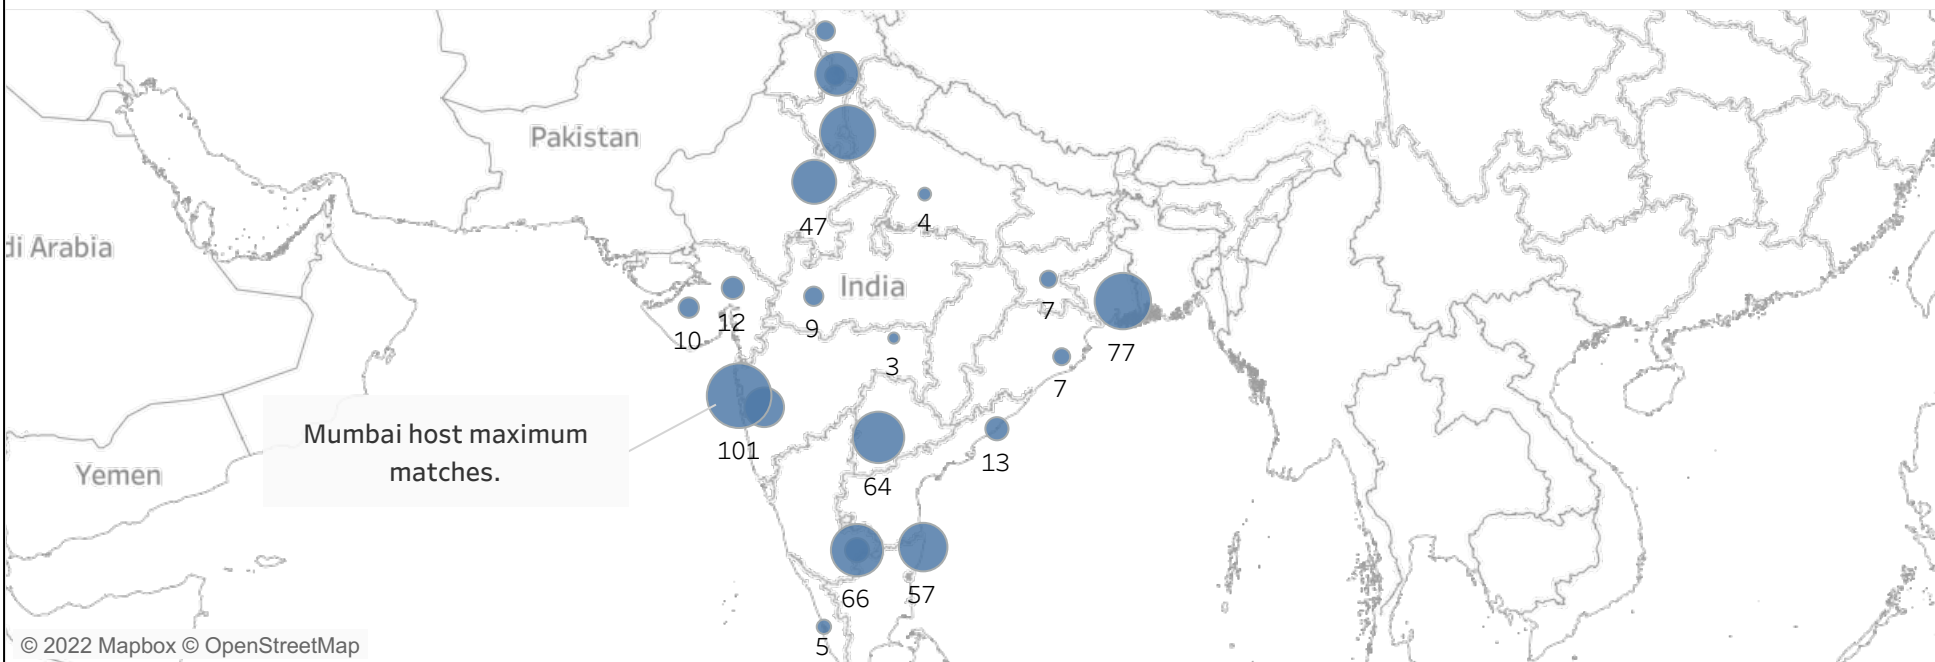 Pakistan
47
4
di Arabia
India
12
10
9
7
77
3
7
Mumbai host maximum
matches.
101
64
13
Yemen
66
57
5
© 2022 Mapbox © OpenStreetMap